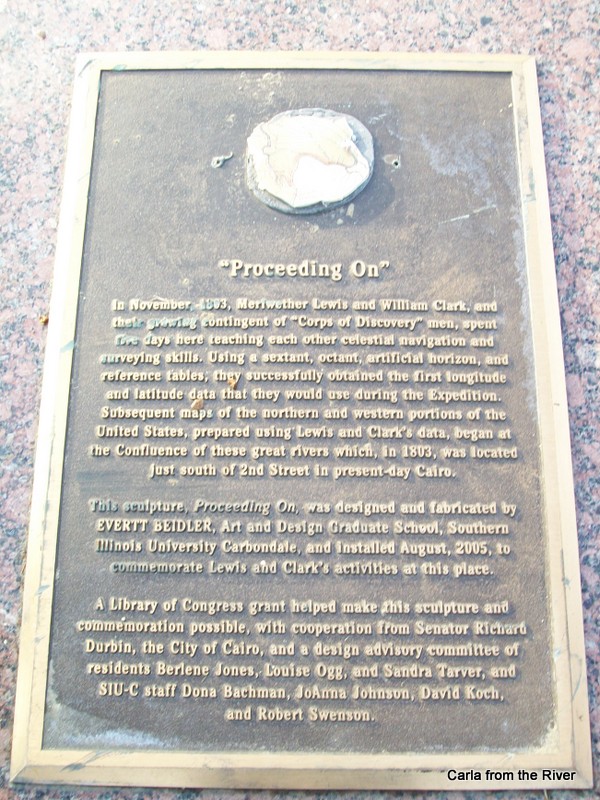 "Proceeding On"
In November, 1803, Meriwether Lewis and William Clark, and
their growing contingent of "Corps of Discovery" men, spent
five days here teaching each other celestial navigation and
surveying skills. Using a sextant, octant, artificial horizon, and
reference tables, they successfully obtained the first longitude
and latitude data that they would use during the Expedition.
Subsequent maps of the northern and western portions of the
United States, prepared using Lewis and Clark's data, began at
the Confluence of these great rivers which, in 1803, was located
just south of 2nd Street in present-day Cairo.
This sculpture, Proceeding On, was designed and fabricated by
EVERTT BEIDLER, Art and Design Graduate School, Southern
Illinois University Carbondale, and installed August, 2005, to
commemorate Lewis and Clark's activities at this place.
A Library of Congress grant helped make this sculpture and
commemoration possible, with cooperation from Senator Richard
Durbin, the City of Cairo, and a design advisory committee of
residents Berlene Jones, Louise Ogg, and Sandra Tarver, and
SIU-C staff Dona Bachman, JoAnna Johnson, David Koch,
and Robert Swenson.
Carla from the River